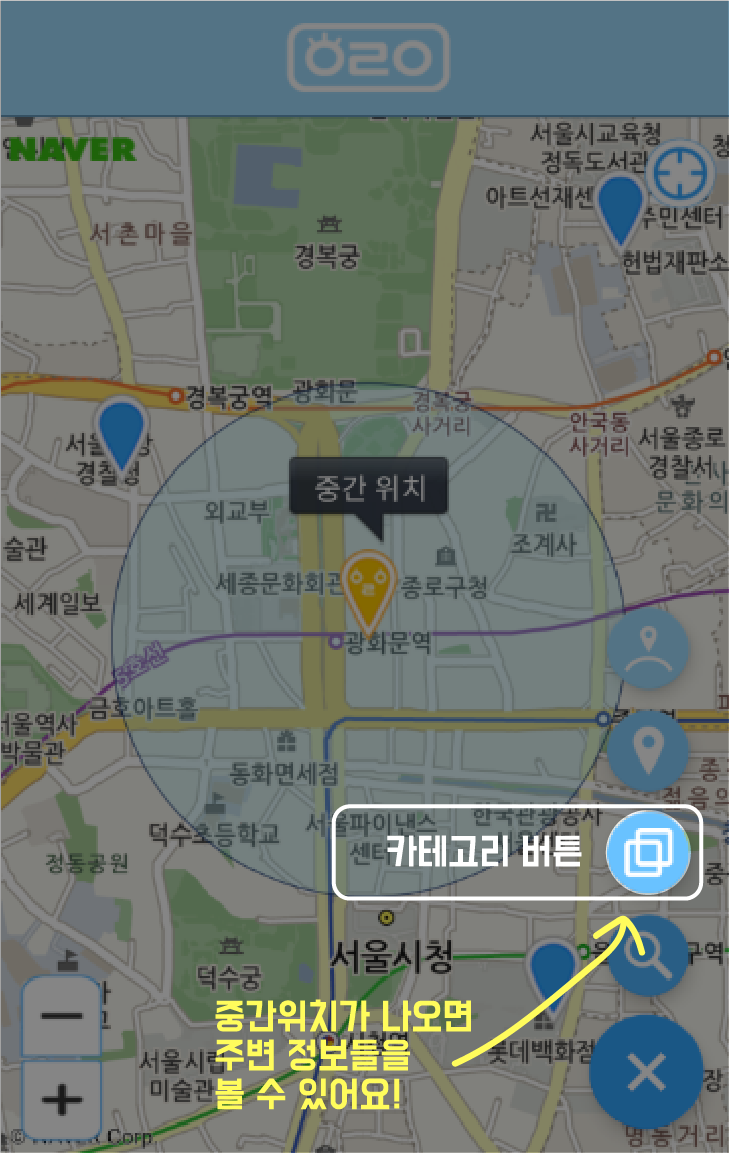 O2O
NAVER
서울시교육청
정독도서관
아트선재센
주민센터
헌법재판소
서촌마을
경복궁
경복궁역
광화문
경복궁
사거리
안국동
사거리
서울종로
경찰서
문화의
서울
경찰청
중간 위치
외교부
조계사
술관
세종문화회관
종로구청
세계일보
광화문역
5호선
금호아트홀
서울역사
박물관
동화면세점
덕수초등학교
서울파이낸스
센터
한국관광공사
카테고리 버튼
정동공원
서울시청
덕수궁
구역
중간위치가 나오면
주변 정보들을
볼 수 있어요!
서울시립
미술관
롯데백화점
© NAVER Corp.
명동거리